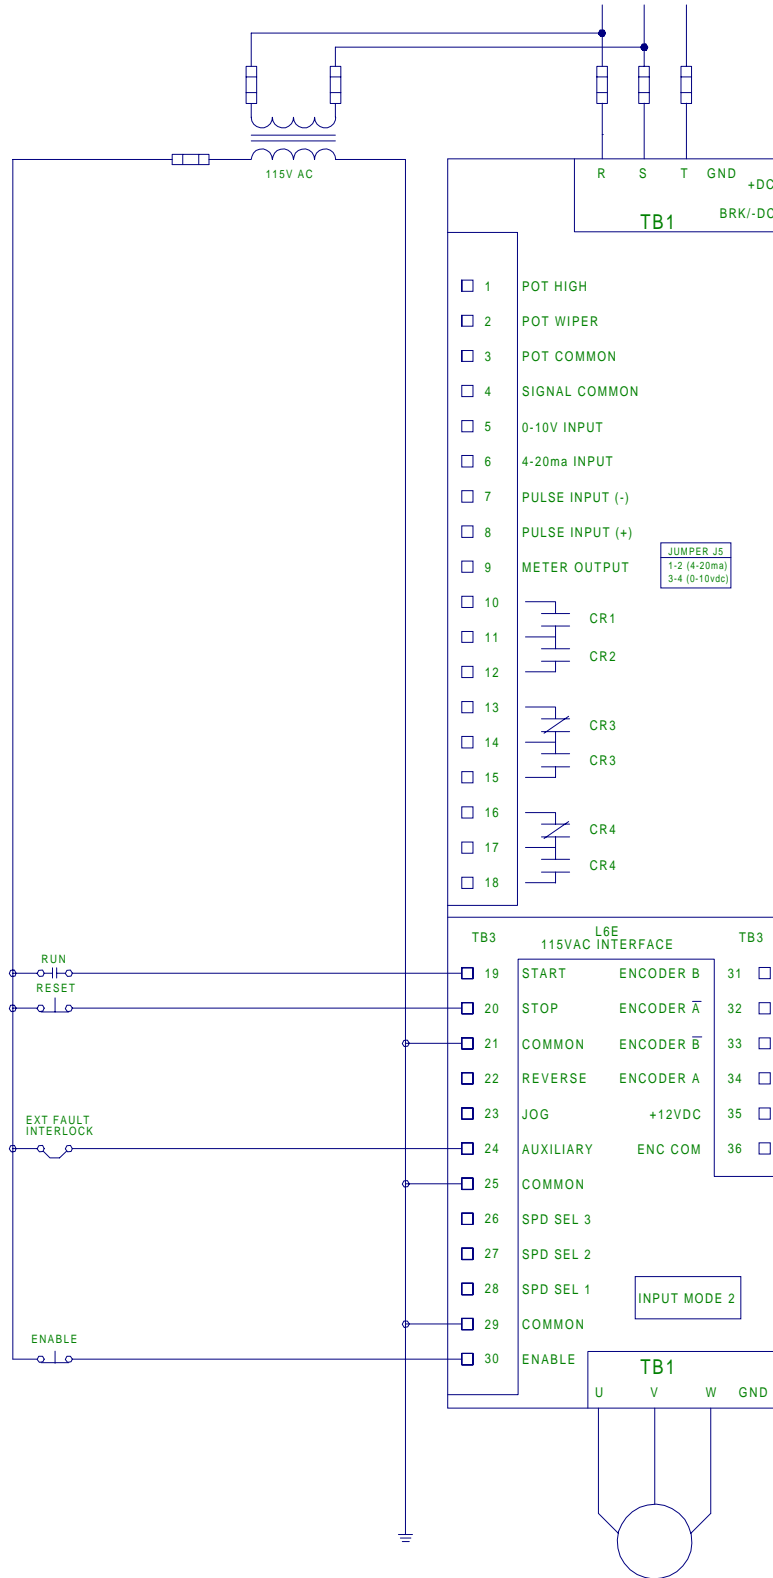 115V AC
R S T GND
+DC
TB1
BRK/-DC
1 POT HIGH
2 POT WIPER
3 POT COMMON
4 SIGNAL COMMON
5 0-10V INPUT
6 4-20ma INPUT
7 PULSE INPUT (-)
8 PULSE INPUT (+)
9 METER OUTPUT
JUMPER J5
1-2 (4-20ma)
3-4 (0-10vdc)
10
CR1
11
CR2
12
13
CR3
14
CR3
15
16
CR4
17
CR4
18
TB3
L6E
115VAC INTERFACE
TB3
RUN
19 START ENCODER B 31
RESET
20 STOP ENCODER A̅ 32
21 COMMON ENCODER B̅ 33
22 REVERSE ENCODER A 34
23 JOG +12VDC 35
EXT FAULT
INTERLOCK
24 AUXILIARY ENC COM 36
25 COMMON
26 SPD SEL 3
27 SPD SEL 2
28 SPD SEL 1
INPUT MODE 2
29 COMMON
ENABLE
30 ENABLE
TB1
U V W GND